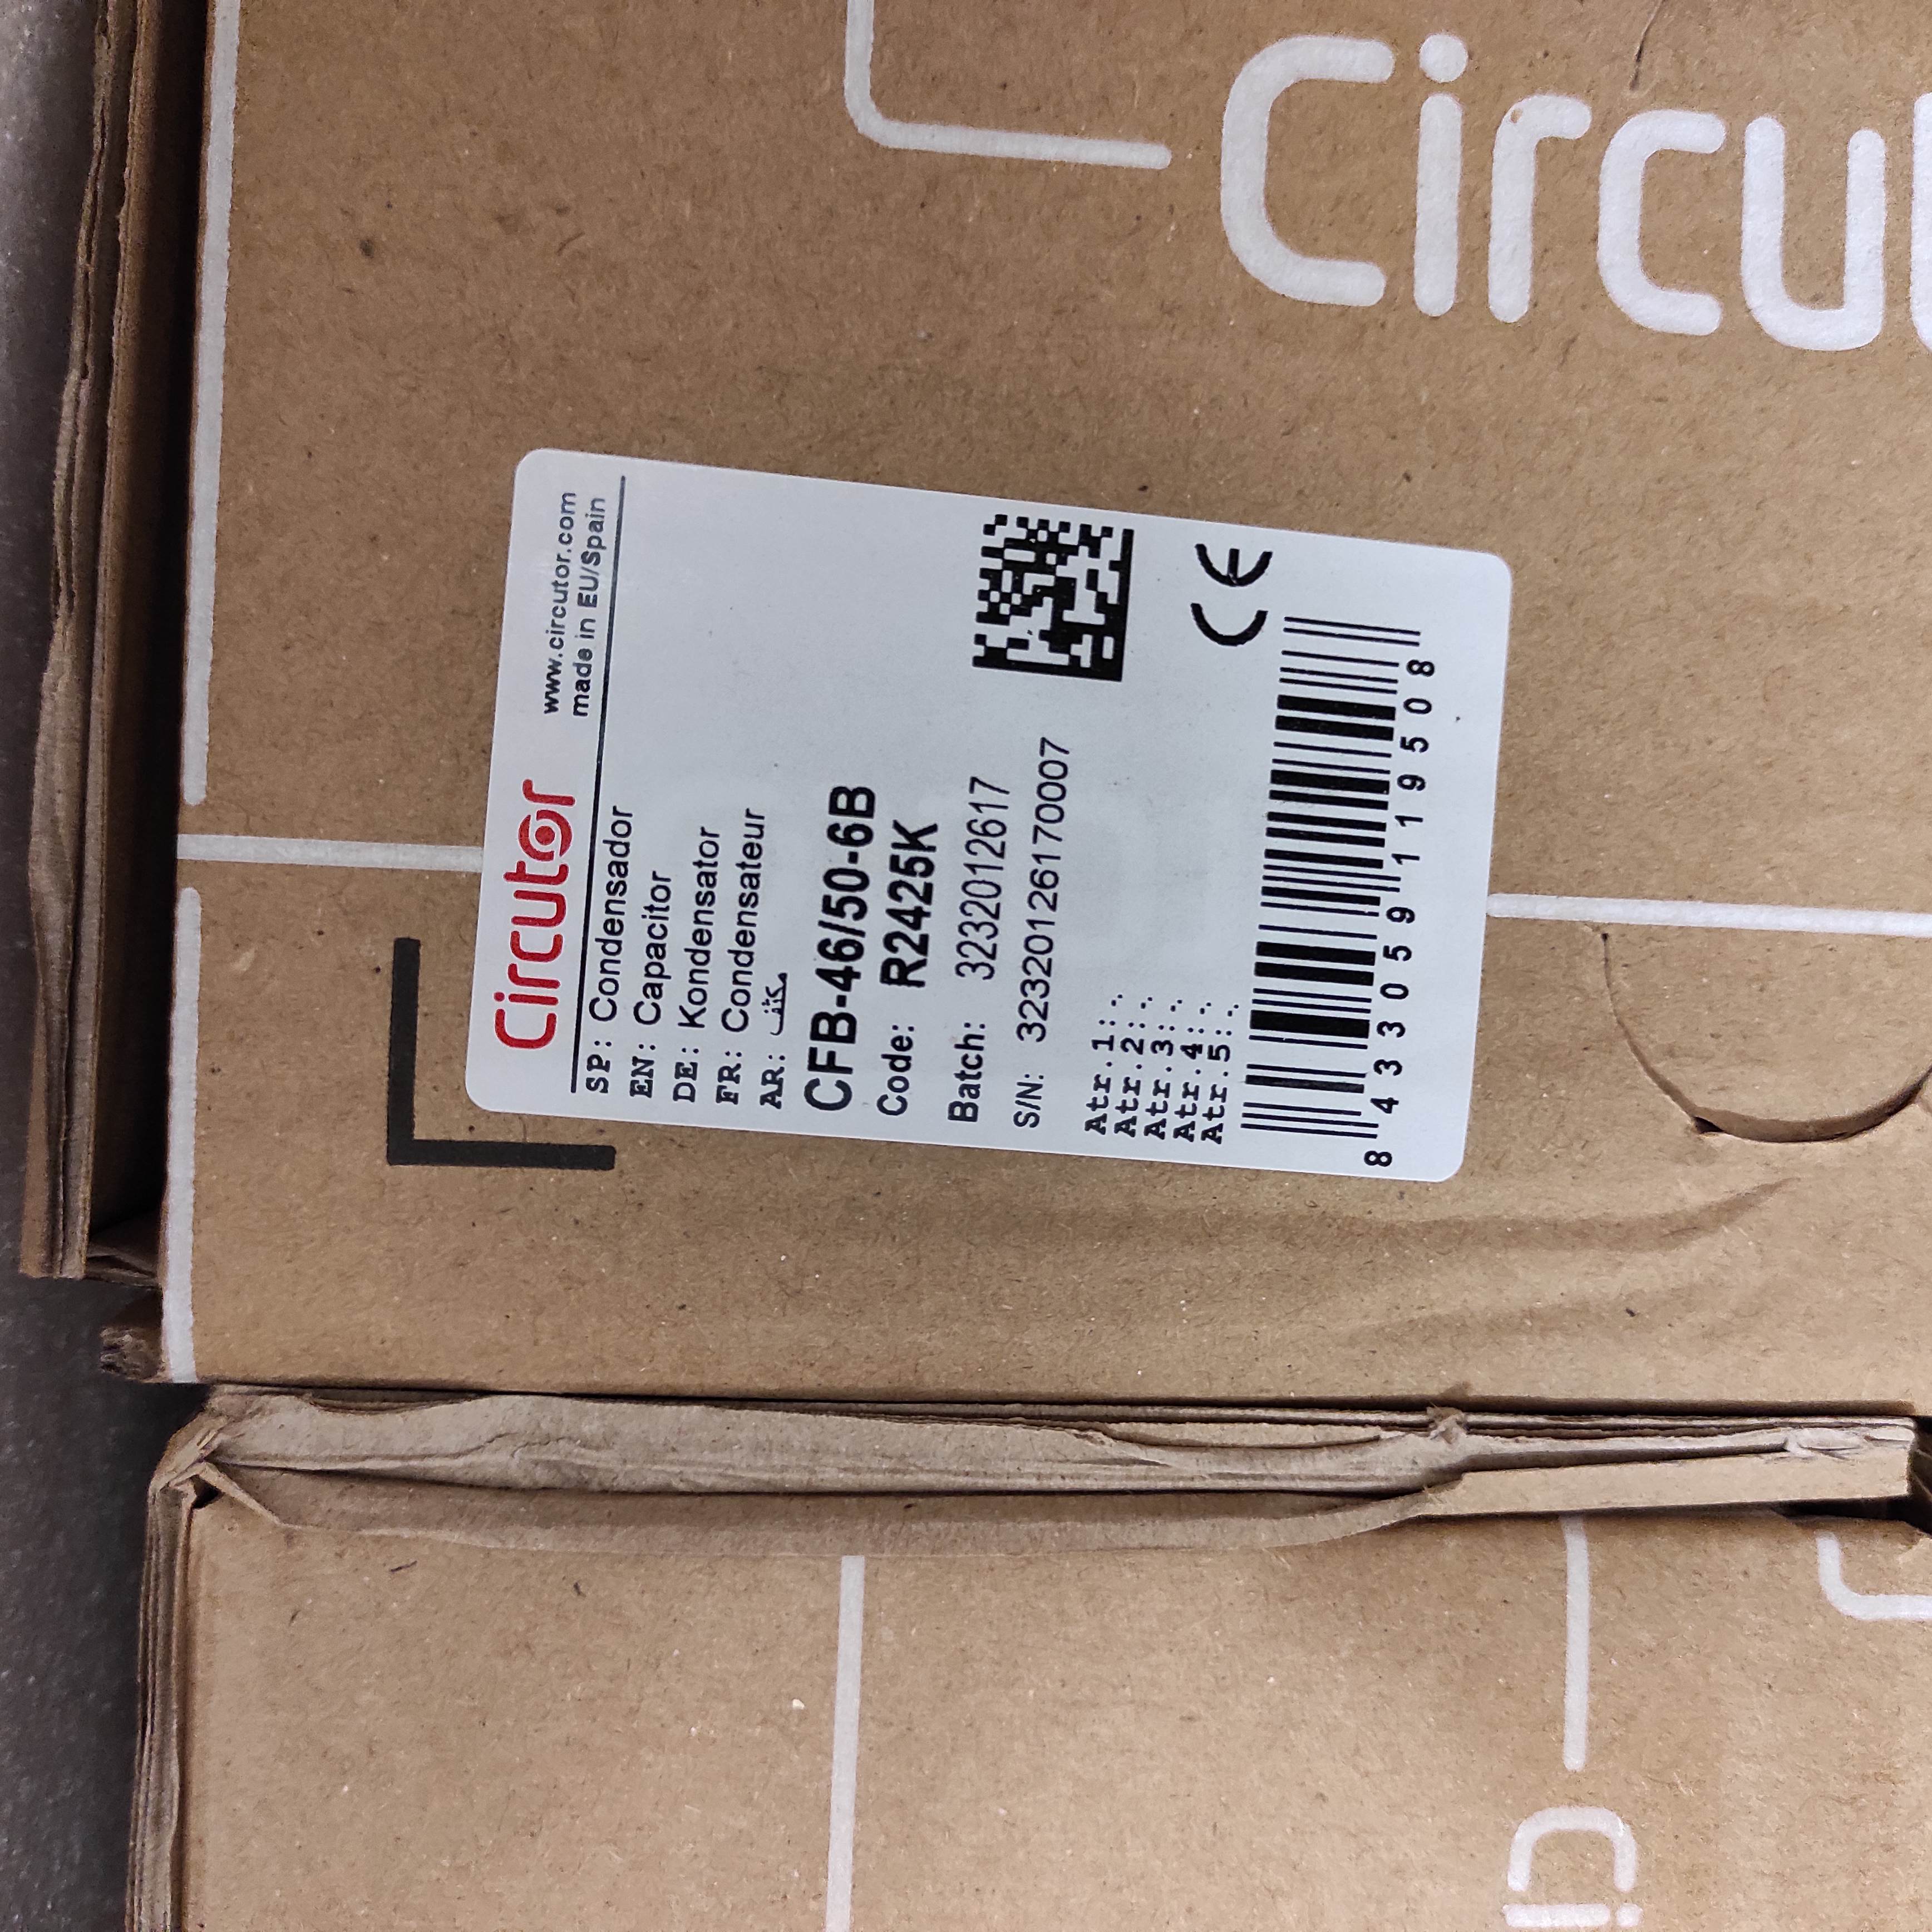 Circu
Circutor
www.circutor.com
made in EU/Spain
SP: Condensador
EN: Capacitor
DE: Kondensator
FR: Condensateur
AR: مكثف
CFB-46/50-6B
Code: R2425K
Batch: 3232012617
S/N: 32320126170007
Atr.1:.
Atr.2:.
Atr.3:.
Atr.4:.
Atr.5:.
CE
8 433059 119508
Ci